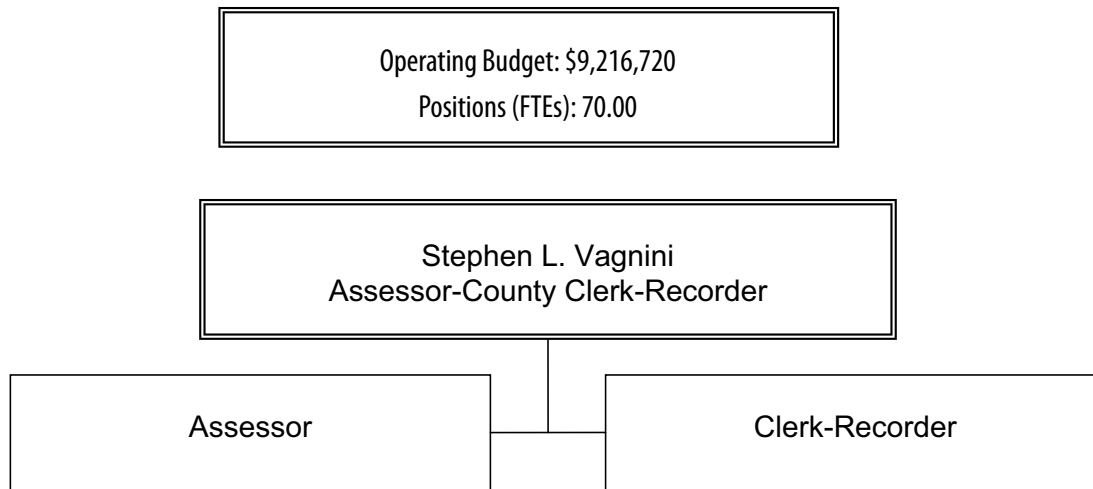 Operating Budget: $9,216,720
Positions (FTEs): 70.00
Stephen L. Vagnini
Assessor-County Clerk-Recorder
Assessor
Clerk-Recorder